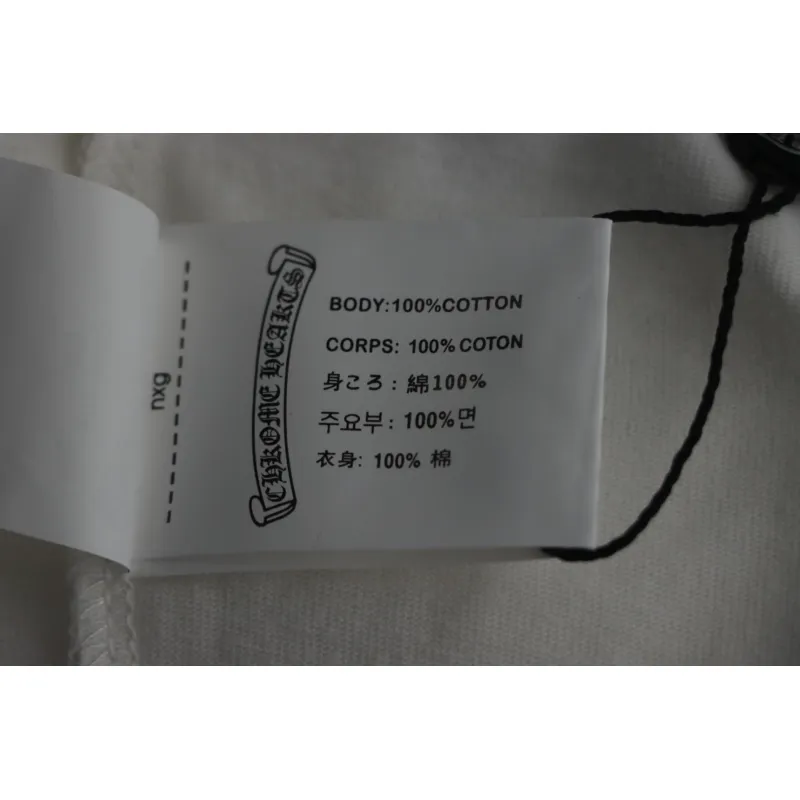 nxg
CHROME HEARTS
BODY:100%COTTON
CORPS: 100% COTON
身ころ : 綿100%
주요부 : 100%면
衣身: 100% 棉